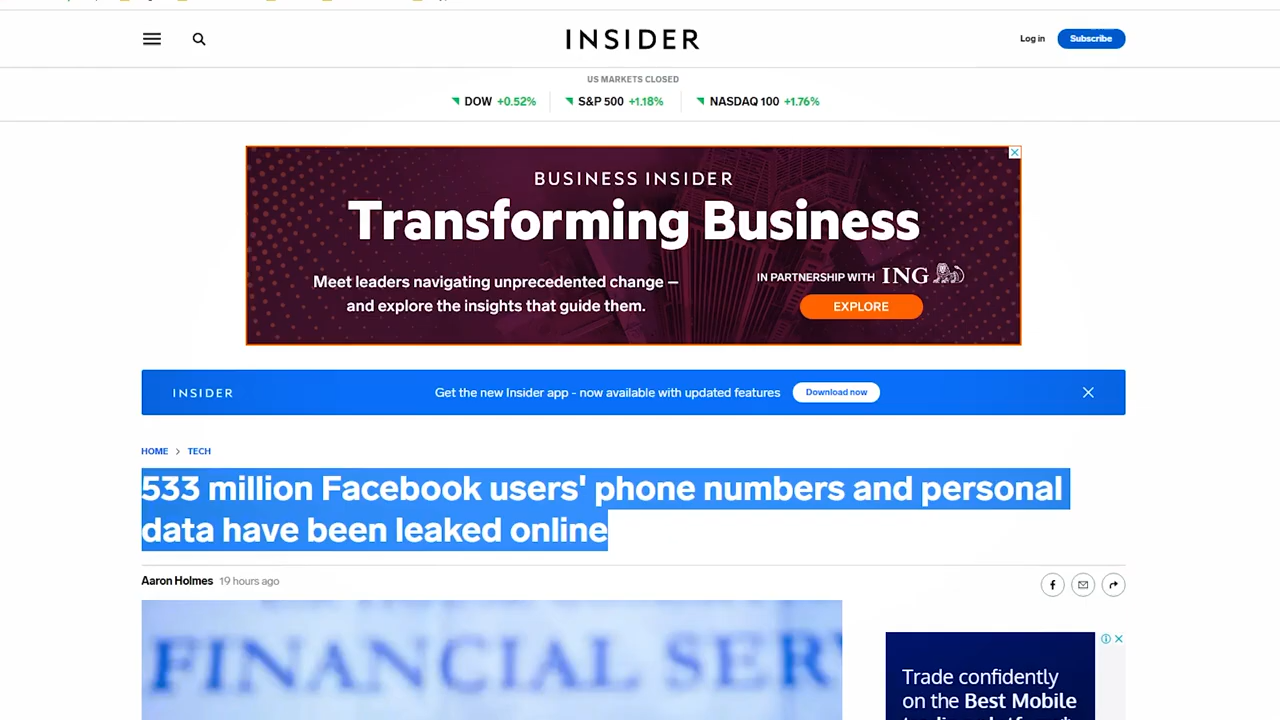 INSIDER
Log in
Subscribe
US MARKETS CLOSED
DOW +0.52% S&P 500 +1.18% NASDAQ 100 +1.76%
BUSINESS INSIDER
Transforming Business
Meet leaders navigating unprecedented change —
and explore the insights that guide them.
IN PARTNERSHIP WITH ING
EXPLORE
INSIDER
Get the new Insider app - now available with updated features
Download now
HOME > TECH
533 million Facebook users' phone numbers and personal
data have been leaked online
Aaron Holmes 19 hours ago
FINANCIAL SER
Trade confidently
on the Best Mobile